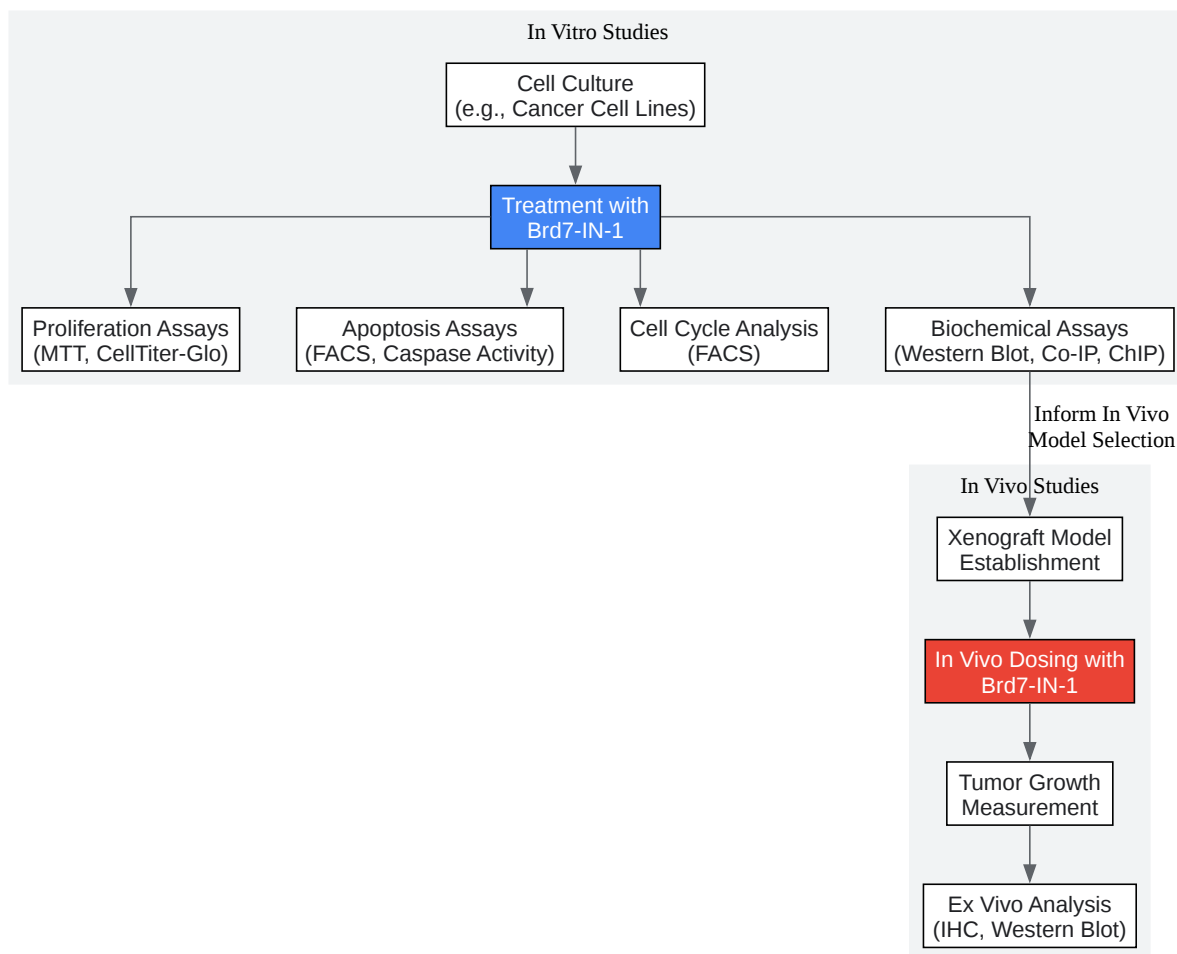 In Vitro Studies
Cell Culture
(e.g., Cancer Cell Lines)
Treatment with
Brd7-IN-1
Proliferation Assays
(MTT, CellTiter-Glo)
Apoptosis Assays
(FACS, Caspase Activity)
Cell Cycle Analysis
(FACS)
Biochemical Assays
(Western Blot, Co-IP, ChIP)
Inform In Vivo
Model Selection
In Vivo Studies
Xenograft Model
Establishment
In Vivo Dosing with
Brd7-IN-1
Tumor Growth
Measurement
Ex Vivo Analysis
(IHC, Western Blot)